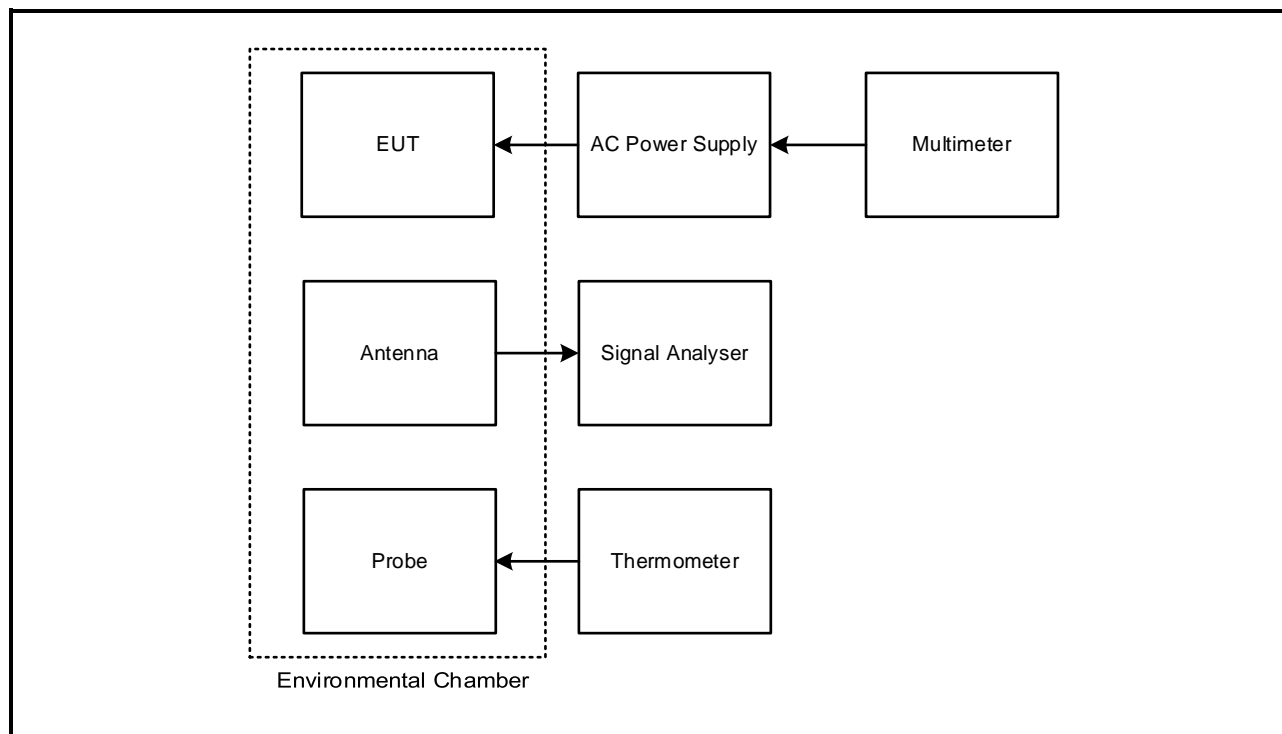 EUT
AC Power Supply
Multimeter
Antenna
Signal Analyser
Probe
Thermometer
Environmental Chamber